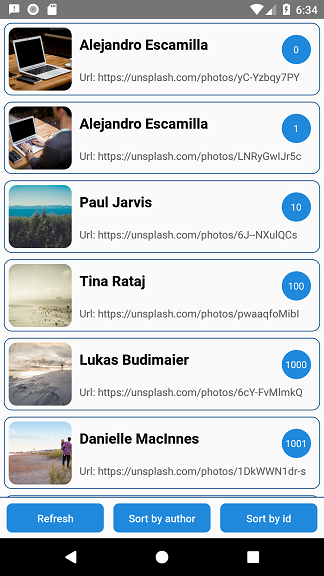 6:34
Alejandro Escamilla
0
Url: https://unsplash.com/photos/yC-Yzbqy7PY
Alejandro Escamilla
1
Url: https://unsplash.com/photos/LNRyGwIJr5c
Paul Jarvis
10
Url: https://unsplash.com/photos/6J--NXulQCs
Tina Rataj
100
Url: https://unsplash.com/photos/pwaaqfoMibI
Lukas Budimaier
1000
Url: https://unsplash.com/photos/6cY-FvMlmkQ
Danielle MacInnes
1001
Url: https://unsplash.com/photos/1DkWWN1dr-s
Refresh
Sort by author
Sort by id